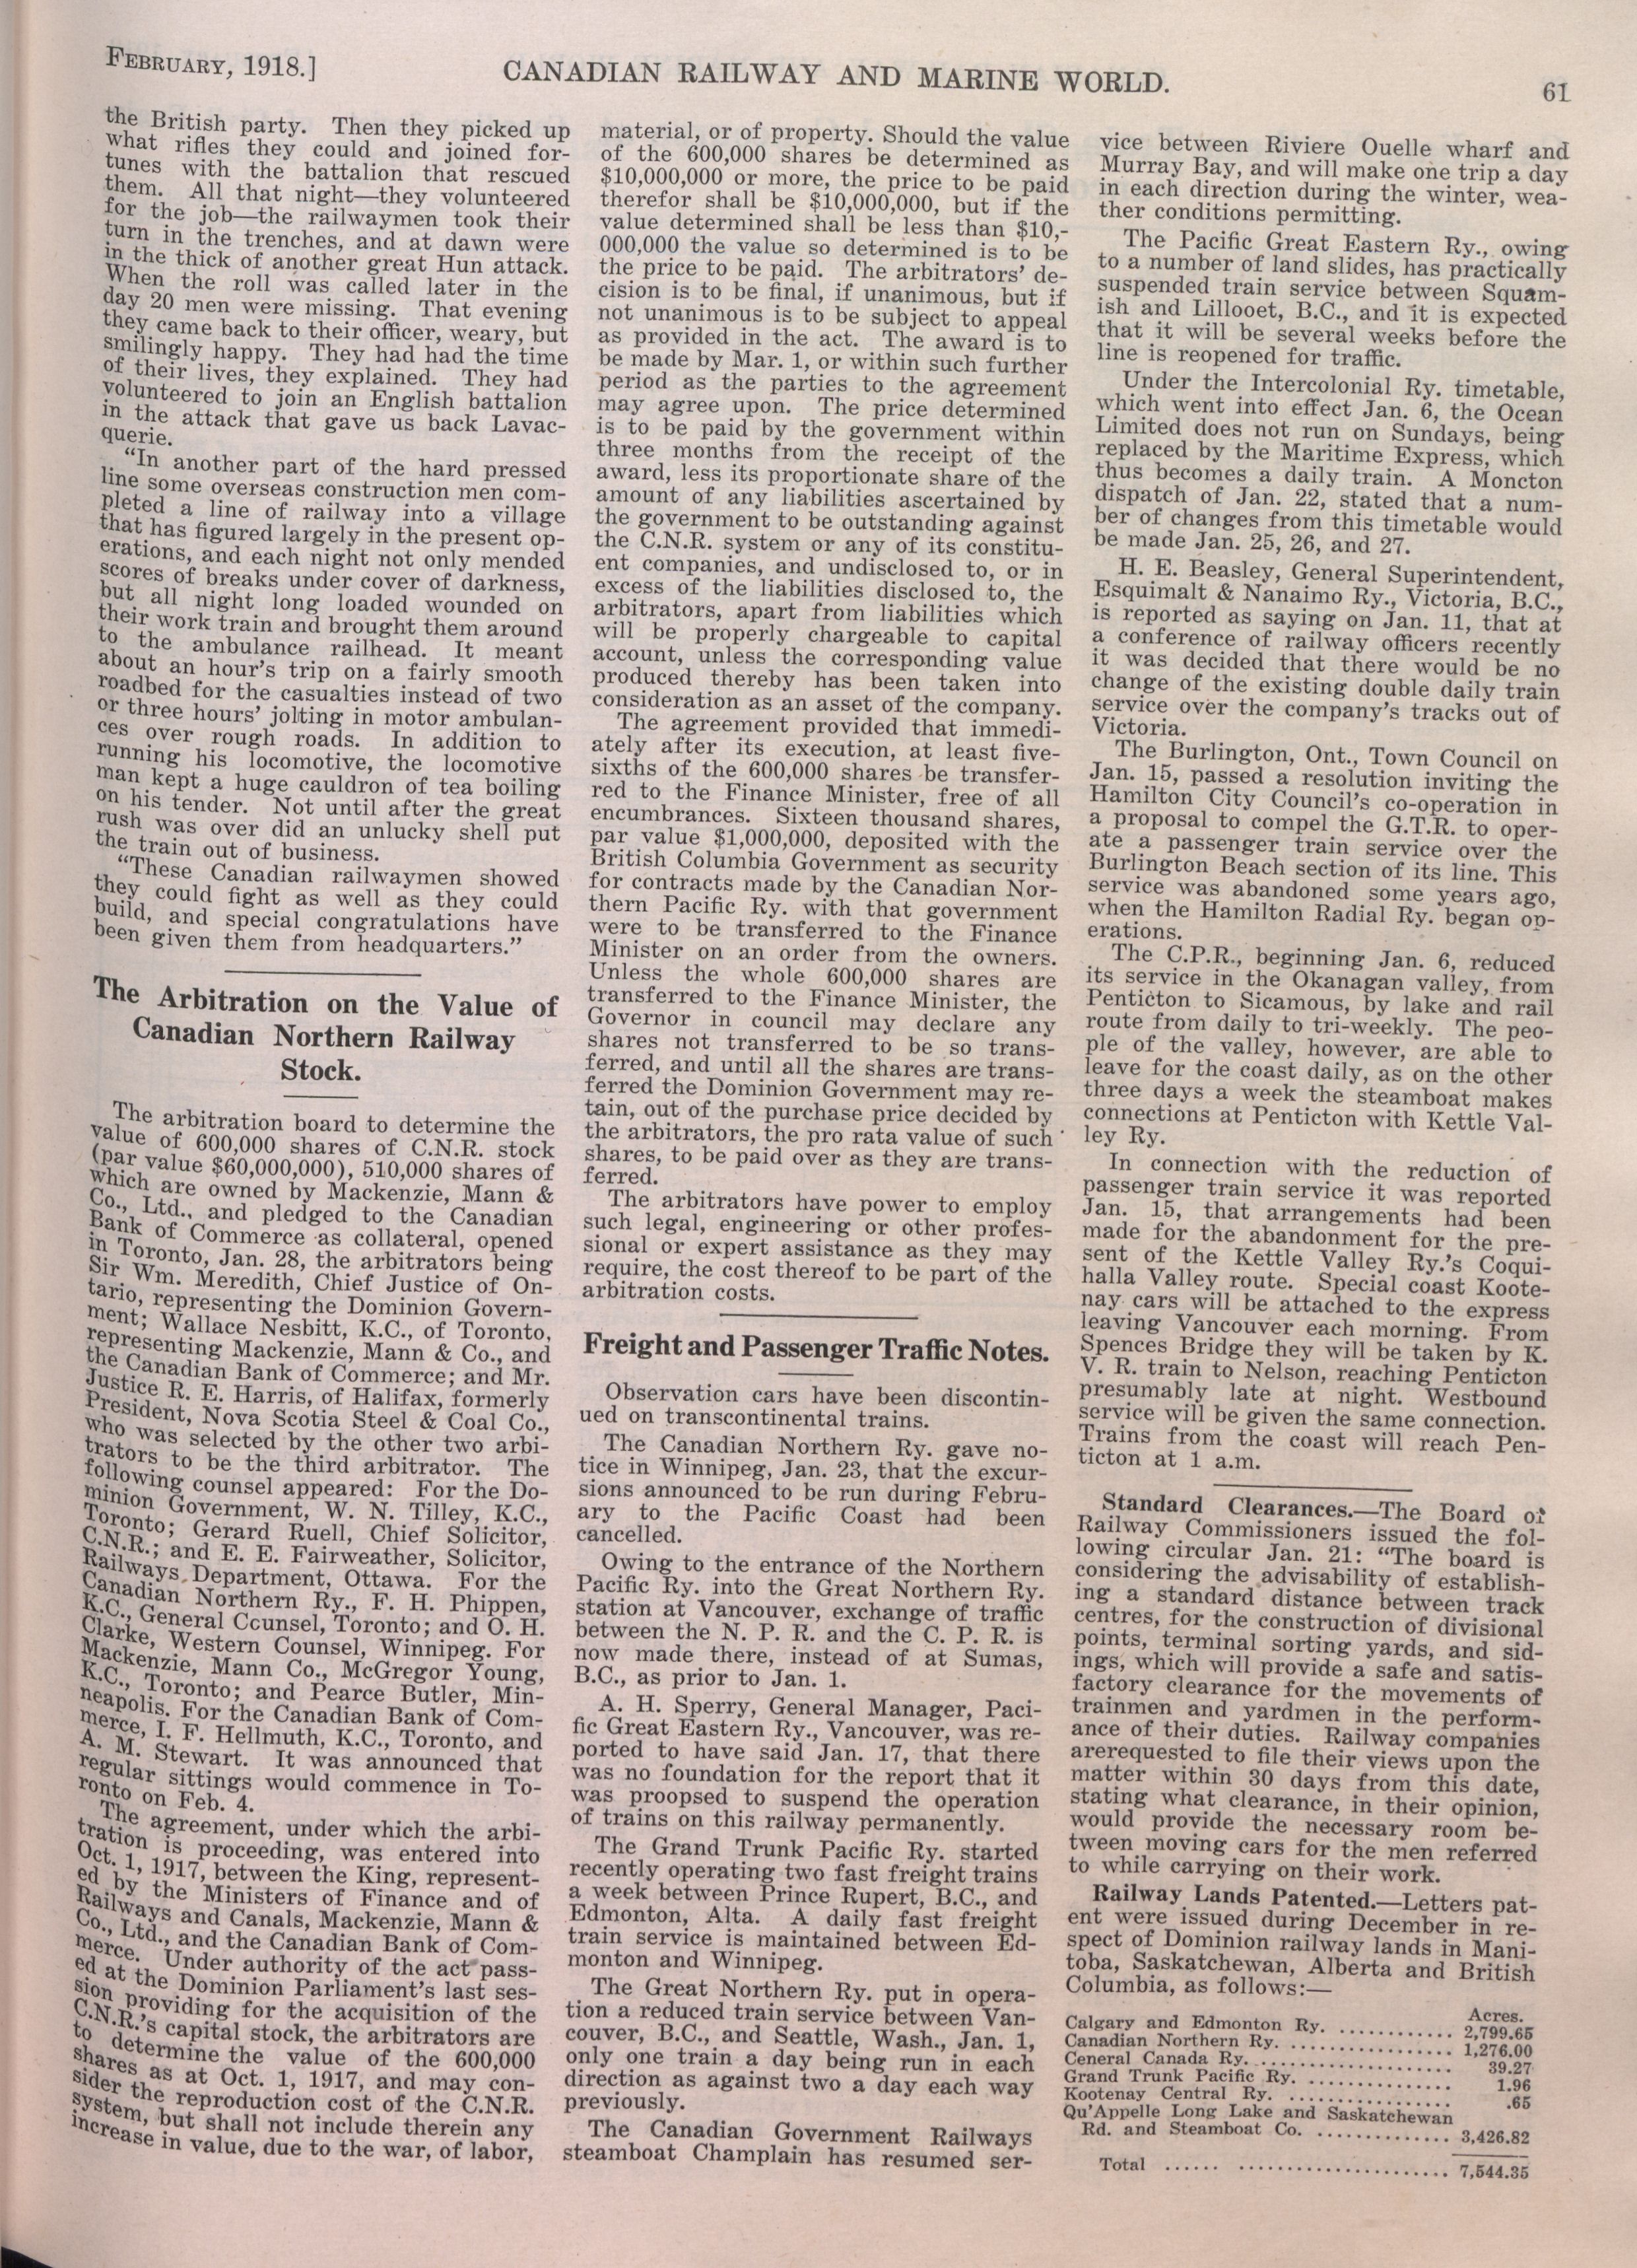 FEBRUARY, 1918.]
CANADIAN RAILWAY AND MARINE WORLD.
61
the British party. Then they picked up
what rifles they could and joined for-
tunes with the battalion that rescued
them. All that night—they volunteered
for the job—the railwaymen took their
turn in the trenches, and at dawn were
in the thick of another great Hun attack.
When the roll was called later in the
day 20 men were missing. That evening
they came back to their officer, weary, but
smilingly happy. They had had the time
of their lives, they explained. They had
volunteered to join an English battalion
in the attack that gave us back Lavac-
querie.
"In another part of the hard pressed
line some overseas construction men com-
pleted a line of railway into a village
that has figured largely in the present op-
erations, and each night not only mended
scores of breaks under cover of darkness,
but all night long loaded wounded on
their work train and brought them around
to the ambulance railhead. It meant
about an hour's trip on a fairly smooth
roadbed for the casualties instead of two
or three hours' jolting in motor ambulan-
ces over rough roads. In addition to
running his locomotive, the locomotive
man kept a huge cauldron of tea boiling
on his tender. Not until after the great
rush was over did an unlucky shell put
the train out of business.
"These Canadian railwaymen showed
they could fight as well as they could
build, and special congratulations have
been given them from headquarters."
The Arbitration on the Value of
Canadian Northern Railway
Stock.
The arbitration board to determine the
value of 600,000 shares of C.N.R. stock
(par value $60,000,000), 510,000 shares of
which are owned by Mackenzie, Mann &
Co., Ltd., and pledged to the Canadian
Bank of Commerce as collateral, opened
in Toronto, Jan. 28, the arbitrators being
Sir Wm. Meredith, Chief Justice of On-
tario, representing the Dominion Govern-
ment; Wallace Nesbitt, K.C., of Toronto,
representing Mackenzie, Mann & Co., and
the Canadian Bank of Commerce; and Mr.
Justice R. E. Harris, of Halifax, formerly
President, Nova Scotia Steel & Coal Co.,
who was selected by the other two arbi-
trators to be the third arbitrator. The
following counsel appeared: For the Do-
minion Government, W. N. Tilley, K.C.,
Toronto; Gerard Ruell, Chief Solicitor,
C.N.R.; and E. E. Fairweather, Solicitor,
Railways Department, Ottawa. For the
Canadian Northern Ry., F. H. Phippen,
K.C., General Counsel, Toronto; and O. H.
Clarke, Western Counsel, Winnipeg. For
Mackenzie, Mann Co., McGregor Young,
K.C., Toronto; and Pearce Butler, Min-
neapolis. For the Canadian Bank of Com-
merce, I. F. Hellmuth, K.C., Toronto, and
A. M. Stewart. It was announced that
regular sittings would commence in To-
ronto on Feb. 4.
The agreement, under which the arbi-
tration is proceeding, was entered into
Oct. 1, 1917, between the King, represent-
ed by the Ministers of Finance and of
Railways and Canals, Mackenzie, Mann &
Co., Ltd., and the Canadian Bank of Com-
merce. Under authority of the act pass-
ed at the Dominion Parliament's last ses-
sion providing for the acquisition of the
C.N.R.'s capital stock, the arbitrators are
to determine the value of the 600,000
shares as at Oct. 1, 1917, and may con-
sider the reproduction cost of the C.N.R.
system, but shall not include therein any
increase in value, due to the war, of labor,
material, or of property. Should the value
of the 600,000 shares be determined as
$10,000,000 or more, the price to be paid
therefor shall be $10,000,000, but if the
value determined shall be less than $10,-
000,000 the value so determined is to be
the price to be paid. The arbitrators' de-
cision is to be final, if unanimous, but if
not unanimous is to be subject to appeal
as provided in the act. The award is to
be made by Mar. 1, or within such further
period as the parties to the agreement
may agree upon. The price determined
is to be paid by the government within
three months from the receipt of the
award, less its proportionate share of the
amount of any liabilities ascertained by
the government to be outstanding against
the C.N.R. system or any of its constitu-
ent companies, and undisclosed to, or in
excess of the liabilities disclosed to, the
arbitrators, apart from liabilities which
will be properly chargeable to capital
account, unless the corresponding value
produced thereby has been taken into
consideration as an asset of the company.
The agreement provided that immedi-
ately after its execution, at least five-
sixths of the 600,000 shares be transfer-
red to the Finance Minister, free of all
encumbrances. Sixteen thousand shares,
par value $1,000,000, deposited with the
British Columbia Government as security
for contracts made by the Canadian Nor-
thern Pacific Ry. with that government
were to be transferred to the Finance
Minister on an order from the owners.
Unless the whole 600,000 shares are
transferred to the Finance Minister, the
Governor in council may declare any
shares not transferred to be so trans-
ferred, and until all the shares are trans-
ferred the Dominion Government may re-
tain, out of the purchase price decided by
the arbitrators, the pro rata value of such
shares, to be paid over as they are trans-
ferred.
The arbitrators have power to employ
such legal, engineering or other profes-
sional or expert assistance as they may
require, the cost thereof to be part of the
arbitration costs.
Freight and Passenger Traffic Notes.
Observation cars have been discontin-
ued on transcontinental trains.
The Canadian Northern Ry. gave no-
tice in Winnipeg, Jan. 23, that the excur-
sions announced to be run during Febru-
ary to the Pacific Coast had been
cancelled.
Owing to the entrance of the Northern
Pacific Ry. into the Great Northern Ry.
station at Vancouver, exchange of traffic
between the N. P. R. and the C. P. R. is
now made there, instead of at Sumas,
B.C., as prior to Jan. 1.
A. H. Sperry, General Manager, Paci-
fic Great Eastern Ry., Vancouver, was re-
ported to have said Jan. 17, that there
was no foundation for the report that it
was proopsed to suspend the operation
of trains on this railway permanently.
The Grand Trunk Pacific Ry. started
recently operating two fast freight trains
a week between Prince Rupert, B.C., and
Edmonton, Alta. A daily fast freight
train service is maintained between Ed-
monton and Winnipeg.
The Great Northern Ry. put in opera-
tion a reduced train service between Van-
couver, B.C., and Seattle, Wash., Jan. 1,
only one train a day being run in each
direction as against two a day each way
previously.
The Canadian Government Railways
steamboat Champlain has resumed ser-
vice between Riviere Ouelle wharf and
Murray Bay, and will make one trip a day
in each direction during the winter, wea-
ther conditions permitting.
The Pacific Great Eastern Ry., owing
to a number of land slides, has practically
suspended train service between Squam-
ish and Lillooet, B.C., and it is expected
that it will be several weeks before the
line is reopened for traffic.
Under the Intercolonial Ry. timetable,
which went into effect Jan. 6, the Ocean
Limited does not run on Sundays, being
replaced by the Maritime Express, which
thus becomes a daily train. A Moncton
dispatch of Jan. 22, stated that a num-
ber of changes from this timetable would
be made Jan. 25, 26, and 27.
H. E. Beasley, General Superintendent,
Esquimalt & Nanaimo Ry., Victoria, B.C.,
is reported as saying on Jan. 11, that at
a conference of railway officers recently
it was decided that there would be no
change of the existing double daily train
service over the company's tracks out of
Victoria.
The Burlington, Ont., Town Council on
Jan. 15, passed a resolution inviting the
Hamilton City Council's co-operation in
a proposal to compel the G.T.R. to oper-
ate a passenger train service over the
Burlington Beach section of its line. This
service was abandoned some years ago,
when the Hamilton Radial Ry. began op-
erations.
The C.P.R., beginning Jan. 6, reduced
its service in the Okanagan valley, from
Penticton to Sicamous, by lake and rail
route from daily to tri-weekly. The peo-
ple of the valley, however, are able to
leave for the coast daily, as on the other
three days a week the steamboat makes
connections at Penticton with Kettle Val-
ley Ry.
In connection with the reduction of
passenger train service it was reported
Jan. 15, that arrangements had been
made for the abandonment for the pre-
sent of the Kettle Valley Ry.'s Coqui-
halla Valley route. Special coast Koote-
nay cars will be attached to the express
leaving Vancouver each morning. From
Spences Bridge they will be taken by K.
V. R. train to Nelson, reaching Penticton
presumably late at night. Westbound
service will be given the same connection.
Trains from the coast will reach Pen-
ticton at 1 a.m.
Standard Clearances.—The Board of
Railway Commissioners issued the fol-
lowing circular Jan. 21: "The board is
considering the advisability of establish-
ing a standard distance between track
centres, for the construction of divisional
points, terminal sorting yards, and sid-
ings, which will provide a safe and satis-
factory clearance for the movements of
trainmen and yardmen in the perform-
ance of their duties. Railway companies
arerequested to file their views upon the
matter within 30 days from this date,
stating what clearance, in their opinion,
would provide the necessary room be-
tween moving cars for the men referred
to while carrying on their work.
Railway Lands Patented.—Letters pat-
ent were issued during December in re-
spect of Dominion railway lands in Mani-
toba, Saskatchewan, Alberta and British
Columbia, as follows:—
Acres.
Calgary and Edmonton Ry. ............ 2,799.65
Canadian Northern Ry. ................ 1,276.00
Ceneral Canada Ry. .................... 39.27
Grand Trunk Pacific Ry. ............... 1.96
Kootenay Central Ry. ................ .65
Qu'Appelle Long Lake and Saskatchewan
Rd. and Steamboat Co. .............. 3,426.82
Total ...... ....................... 7,544.35